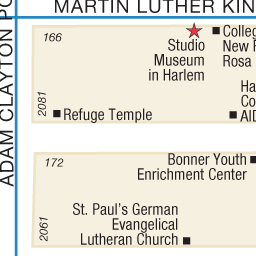 MARTIN LUTHER KIN
166
Studio
Museum
in Harlem
Colleg
New
Rosa
Ha
Co
AID
2081
Refuge Temple
ADAM CLAYTON PO
172
Bonner Youth
Enrichment Center
2061
St. Paul's German
Evangelical
Lutheran Church